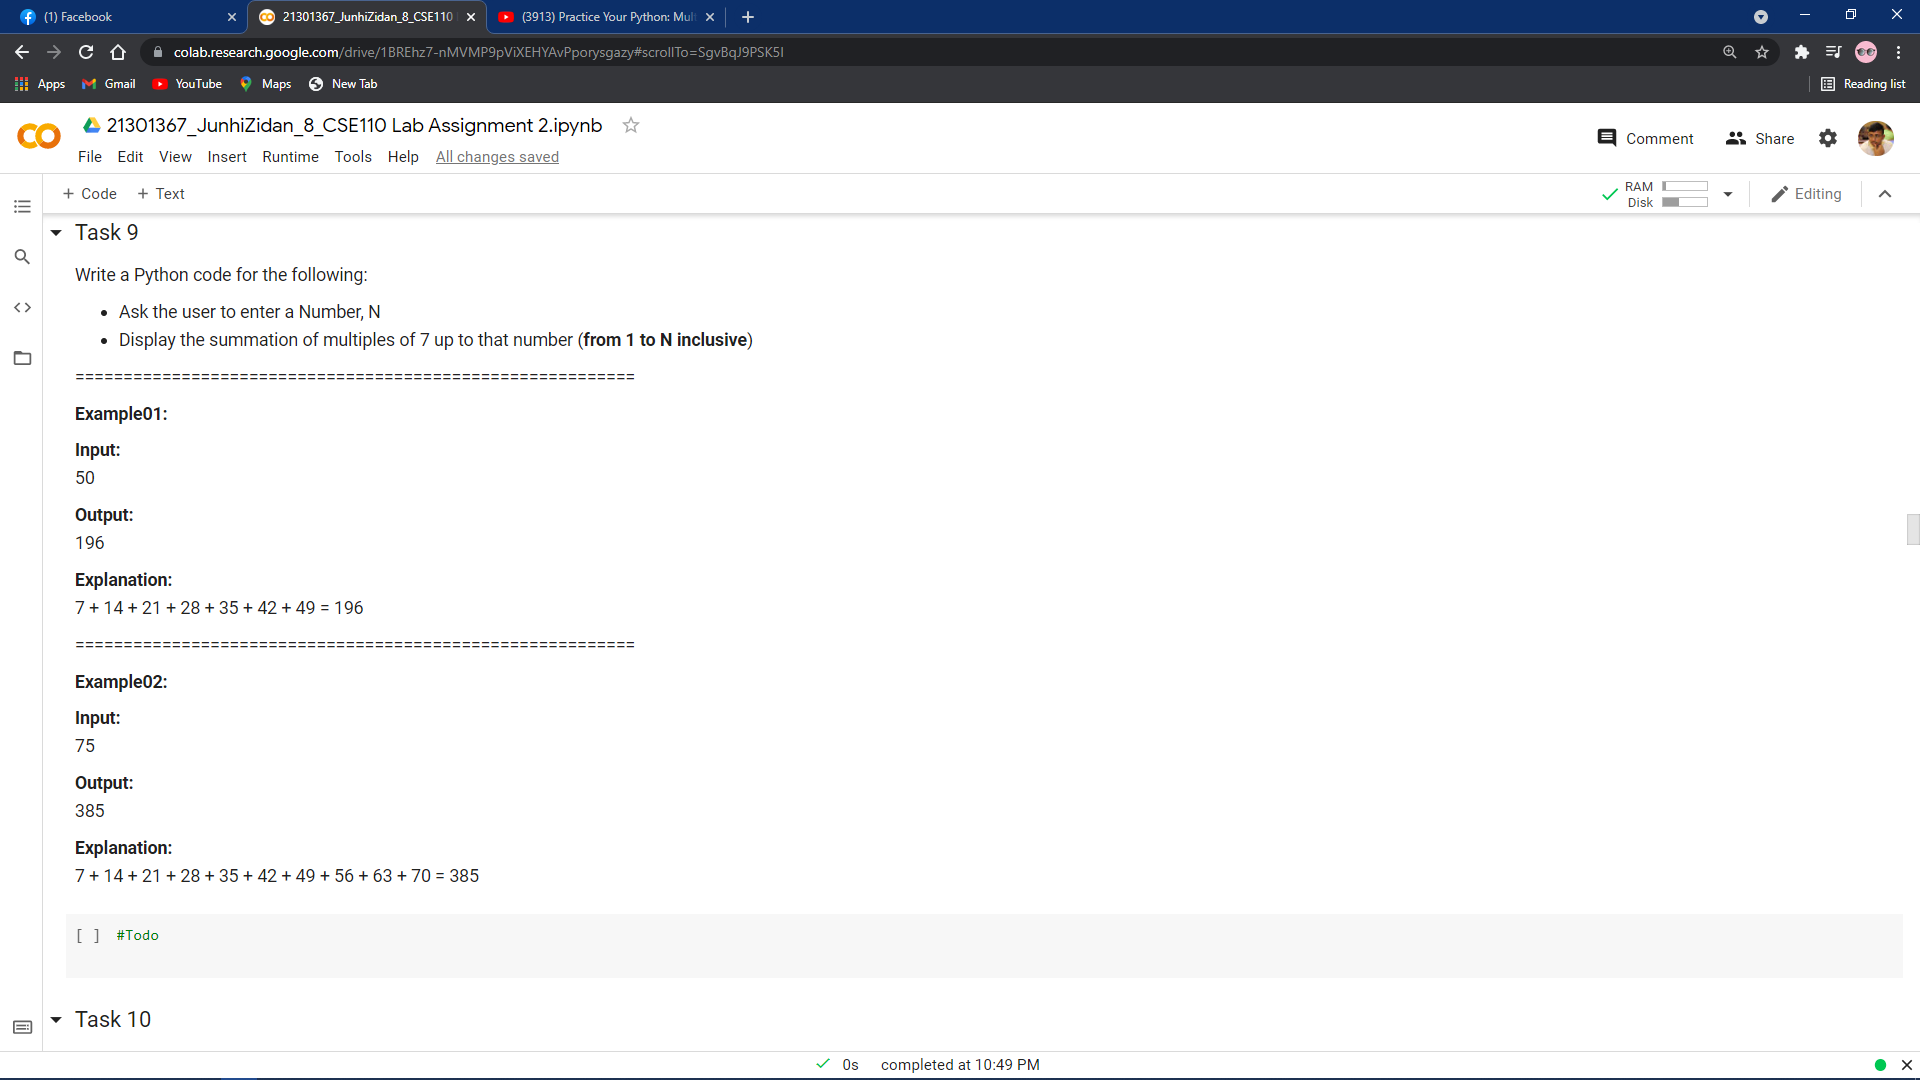 (1) Facebook
21301367_JunhiZidan_8_CSE110
(3913) Practice Your Python: Mul
colab.research.google.com/drive/1BREhz7-nMVMP9pViXEHYAvPporysgazy#scrollTo=SgvBqJ9PSK5I
Apps Gmail YouTube Maps New Tab Reading list
21301367_JunhiZidan_8_CSE110 Lab Assignment 2.ipynb
File Edit View Insert Runtime Tools Help All changes saved
Comment Share
+ Code + Text
RAM
Disk
Editing
Task 9
Write a Python code for the following:
• Ask the user to enter a Number, N
• Display the summation of multiples of 7 up to that number (from 1 to N inclusive)
==========================================================
Example01:
Input:
50
Output:
196
Explanation:
7 + 14 + 21 + 28 + 35 + 42 + 49 = 196
==========================================================
Example02:
Input:
75
Output:
385
Explanation:
7 + 14 + 21 + 28 + 35 + 42 + 49 + 56 + 63 + 70 = 385
[ ] #Todo
Task 10
0s completed at 10:49 PM